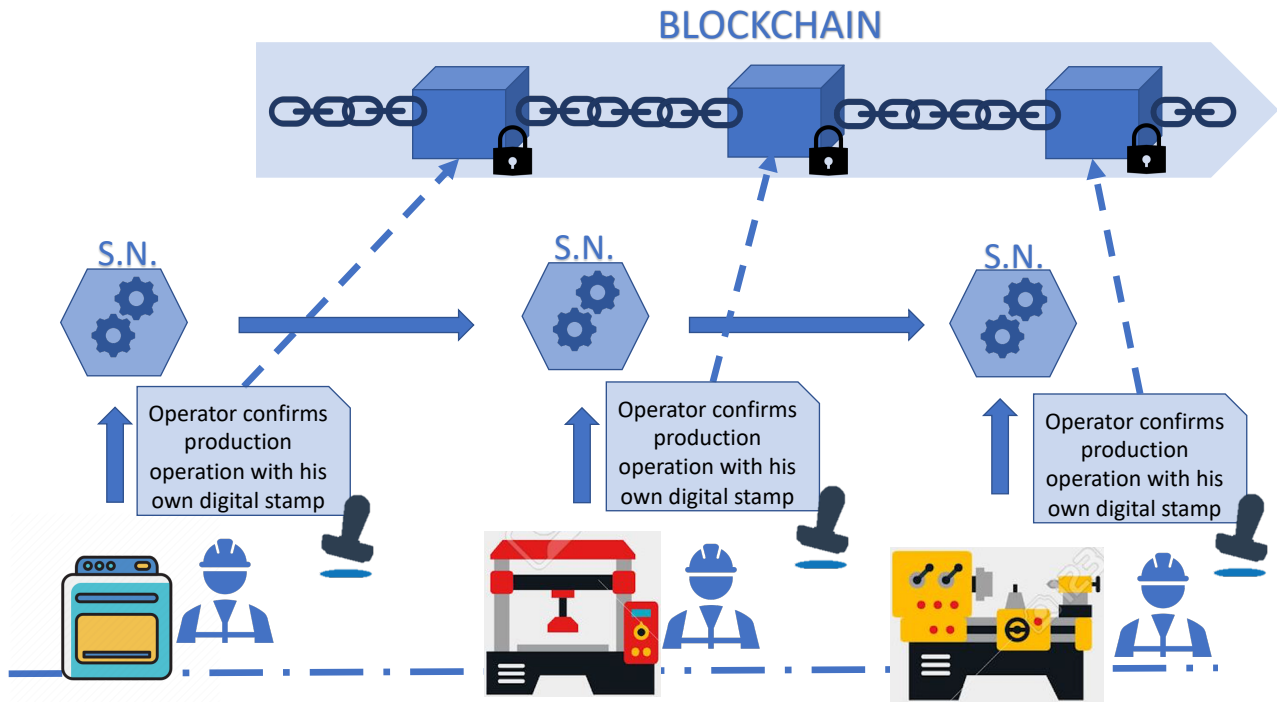 BLOCKCHAIN
S.N.
S.N.
S.N.
Operator confirms
production
operation with his
own digital stamp
Operator confirms
production
operation with his
own digital stamp
Operator confirms
production
operation with his
own digital stamp